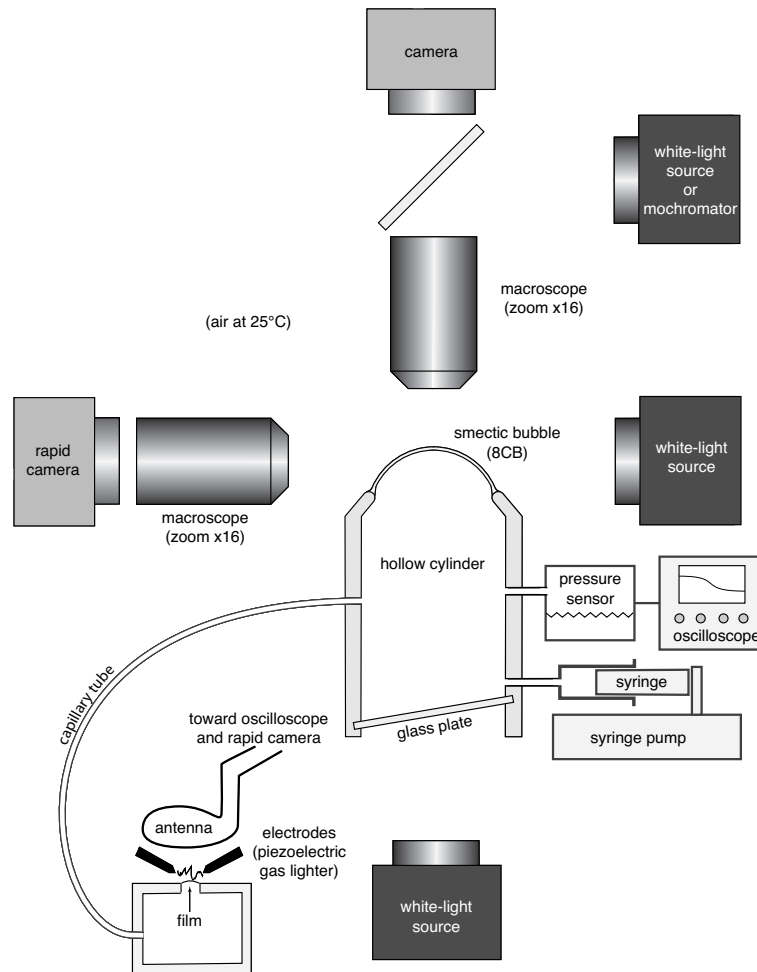 camera
white-light
source
or
mochromator
macroscope
(zoom x16)
(air at 25°C)
smectic bubble
(8CB)
rapid
camera
white-light
source
macroscope
(zoom x16)
hollow cylinder
pressure
sensor
oscilloscope
capillary tube
syringe
glass plate
syringe pump
toward oscilloscope
and rapid camera
antenna
electrodes
(piezoelectric
gas lighter)
film
white-light
source